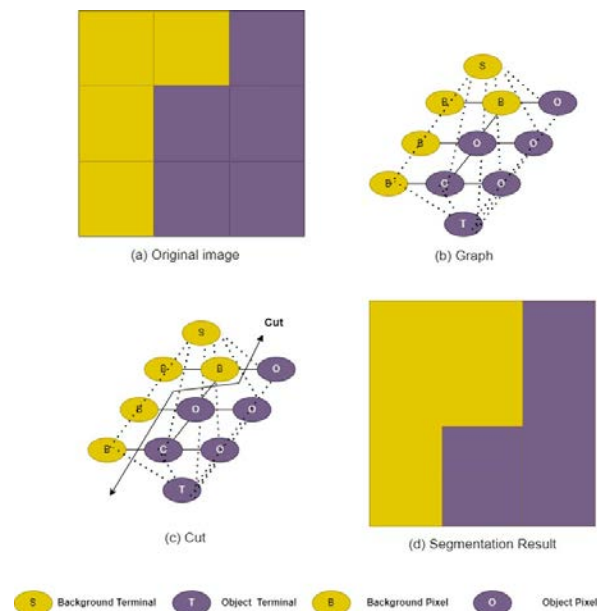 S
B B O
B O O
B C O
T
(a) Original image
(b) Graph
Cut
S
B B O
B O O
B C O
T
(c) Cut
(d) Segmentation Result
S Background Terminal T Object Terminal B Background Pixel O Object Pixel